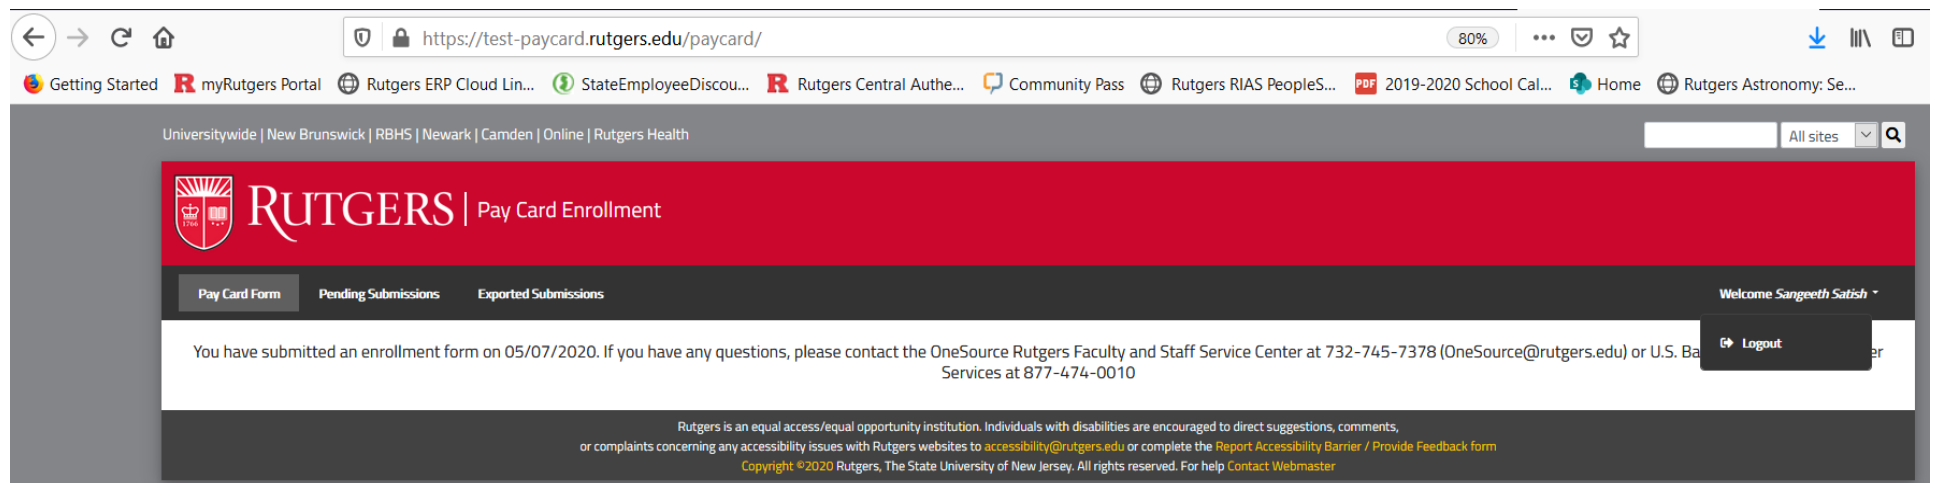 https://test-paycard.rutgers.edu/paycard/
80%
Getting Started
myRutgers Portal
Rutgers ERP Cloud Lin...
StateEmployeeDiscou...
Rutgers Central Authe...
Community Pass
Rutgers RIAS PeopleS...
PDF
2019-2020 School Cal...
Home
Rutgers Astronomy: Se...
Universitywide | New Brunswick | RBHS | Newark | Camden | Online | Rutgers Health
All sites
1766
RUTGERS | Pay Card Enrollment
Pay Card Form
Pending Submissions
Exported Submissions
Welcome Sangeeth Satish
Logout
You have submitted an enrollment form on 05/07/2020. If you have any questions, please contact the OneSource Rutgers Faculty and Staff Service Center at 732-745-7378 (OneSource@rutgers.edu) or U.S.
Services at 877-474-0010
Rutgers is an equal access/equal opportunity institution. Individuals with disabilities are encouraged to direct suggestions, comments,
or complaints concerning any accessibility issues with Rutgers websites to accessibility@rutgers.edu or complete the Report Accessibility Barrier / Provide Feedback form
Copyright ©2020 Rutgers, The State University of New Jersey. All rights reserved. For help Contact Webmaster